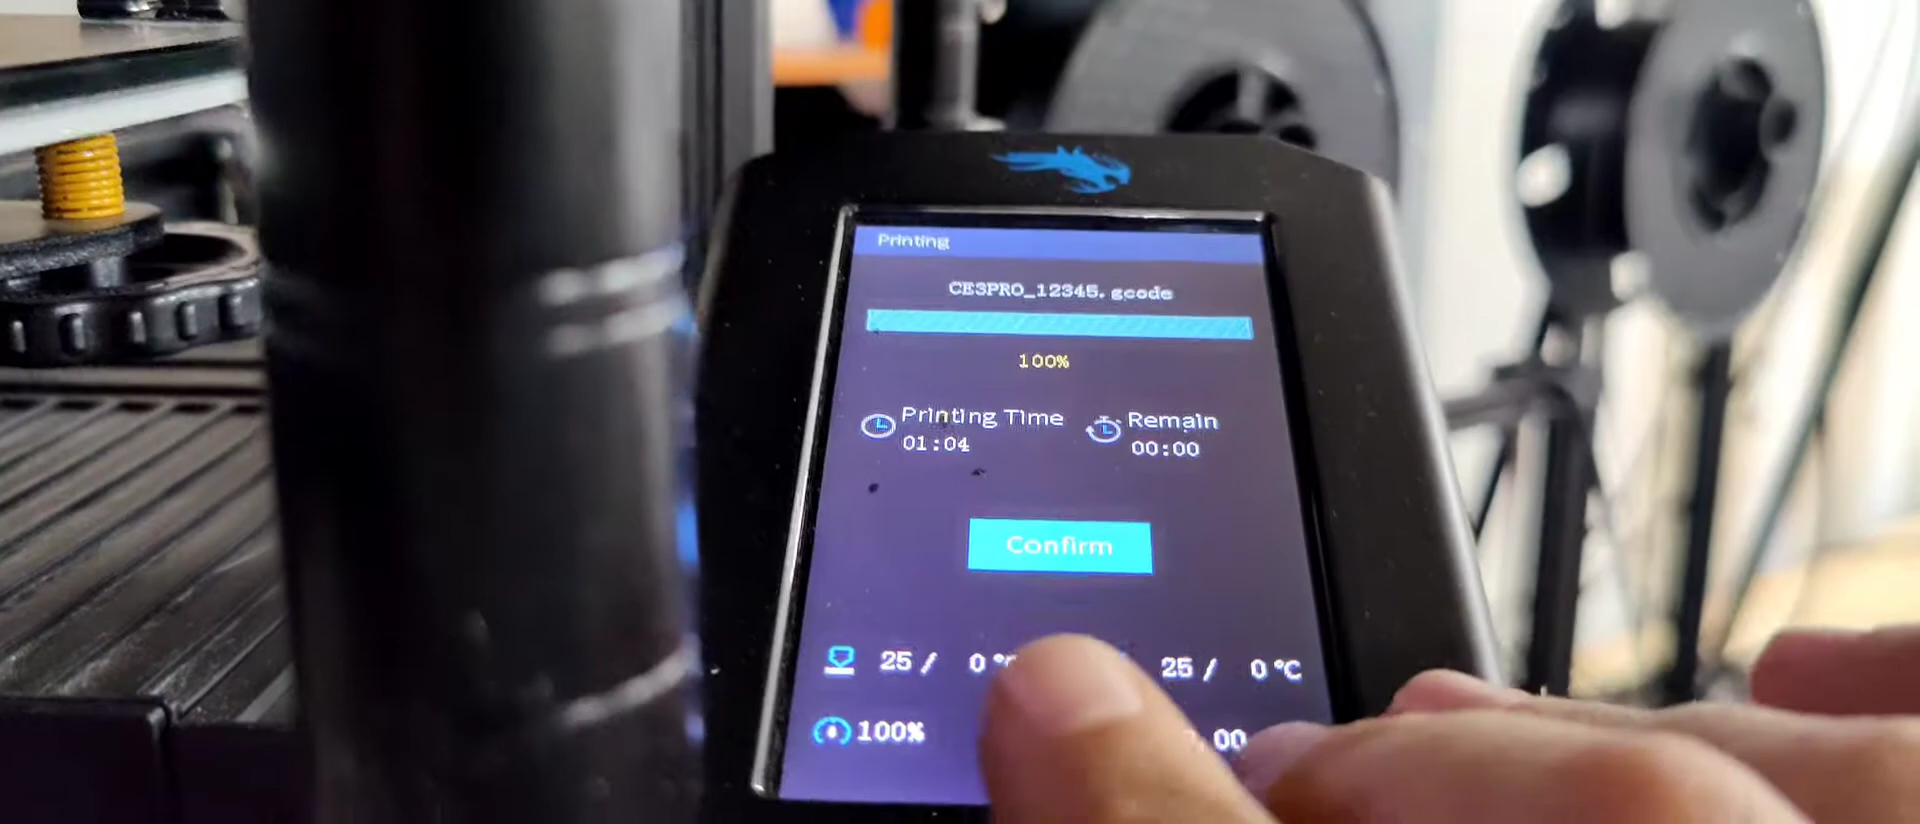 Printing
CE3PRO_12345.gcode
100%
Printing Time
01:04
Remain
00:00
Confirm
25 / 0 °C
25 / 0 °C
100%
.00